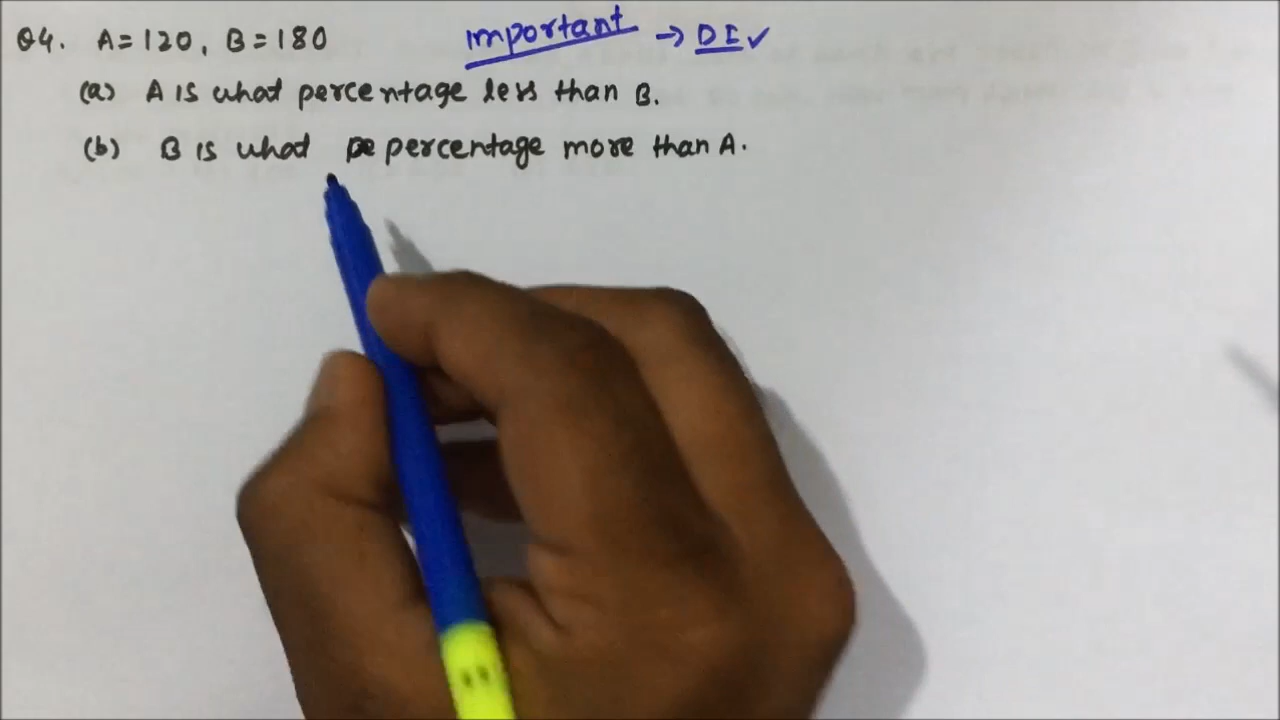 Q4. A=120, B=180 Important → DI ✓
(a) A is what percentage less than B.
(b) B is what pe percentage more than A.